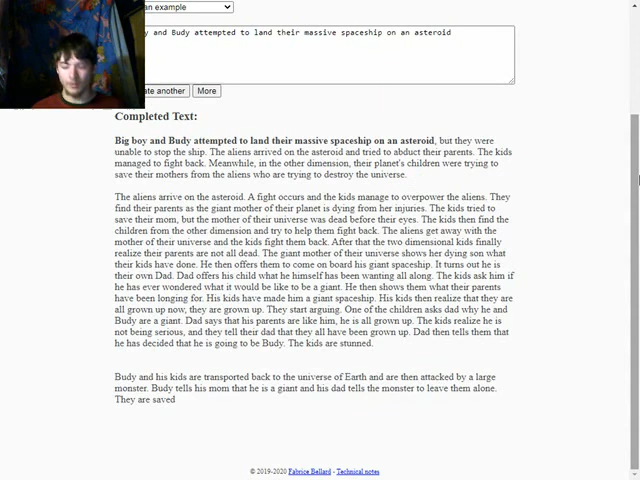 an example
y and Budy attempted to land their massive spaceship on an asteroid
ate another More
Completed Text:
Big boy and Budy attempted to land their massive spaceship on an asteroid, but they were
unable to stop the ship. The aliens arrived on the asteroid and tried to abduct their parents. The kids
managed to fight back. Meanwhile, in the other dimension, their planet's children were trying to
save their mothers from the aliens who are trying to destroy the universe.
The aliens arrive on the asteroid. A fight occurs and the kids manage to overpower the aliens. They
find their parents as the giant mother of their planet is dying from her injuries. The kids tried to
save their mom, but the mother of their universe was dead before their eyes. The kids then find the
children from the other dimension and try to help them fight back. The aliens get away with the
mother of their universe and the kids fight them back. After that the two dimensional kids finally
realize their parents are not all dead. The giant mother of their universe shows her dying son what
their kids have done. He then offers them to come on board his giant spaceship. It turns out he is
their own Dad. Dad offers his child what he himself has been wanting all along. The kids ask him if
he has ever wondered what it would be like to be a giant. He then shows them what their parents
have been longing for. His kids have made him a giant spaceship. His kids then realize that they are
all grown up now, they are grown up. They start arguing. One of the children asks dad why he and
Budy are a giant. Dad says that his parents are like him, he is all grown up. The kids realize he is
not being serious, and they tell their dad that they all have been grown up. Dad then tells them that
he has decided that he is going to be Budy. The kids are stunned.
Budy and his kids are transported back to the universe of Earth and are then attacked by a large
monster. Budy tells his mom that he is a giant and his dad tells the monster to leave them alone.
They are saved
© 2019-2020 Fabrice Bellard - Technical notes